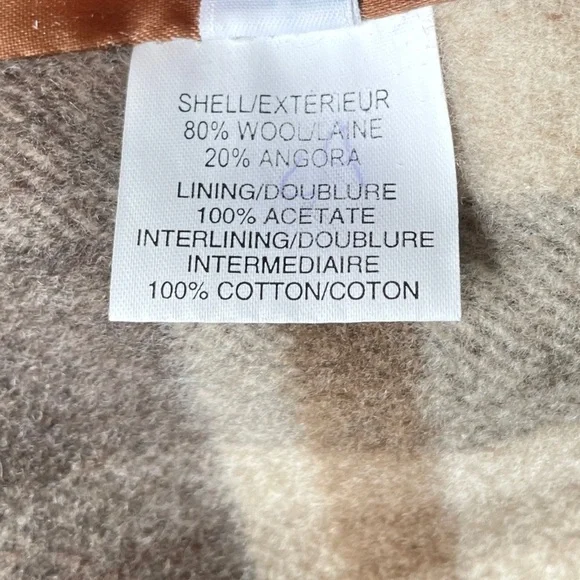 SHELL/EXTÉRIEUR
80% WOOL/LAINE
20% ANGORA
LINING/DOUBLURE
100% ACETATE
INTERLINING/DOUBLURE
INTERMEDIAIRE
100% COTTON/COTON